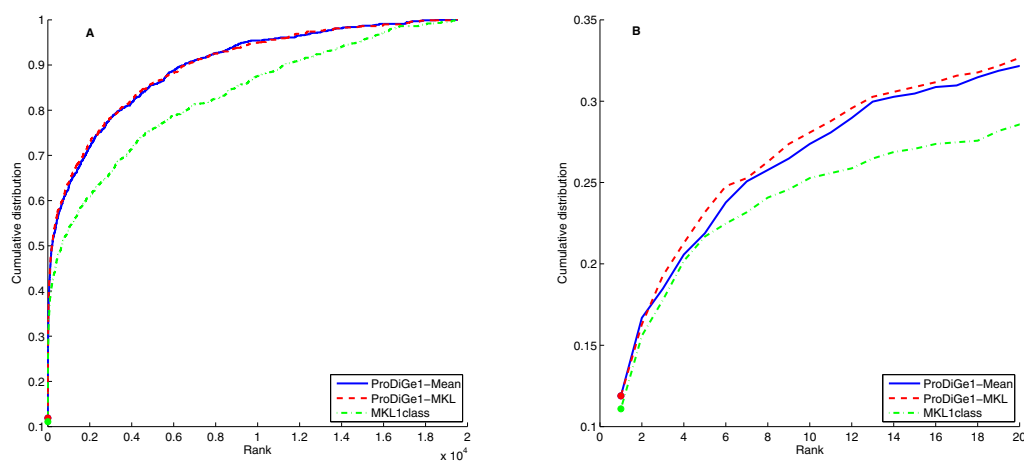 A
Cumulative distribution
1
0.9
0.8
0.7
0.6
0.5
0.4
0.3
0.2
0.1
0 0.2 0.4 0.6 0.8 1 1.2 1.4 1.6 1.8 2
Rank
x 10⁴
ProDiGe1−Mean
ProDiGe1−MKL
MKL1class
B
Cumulative distribution
0.35
0.3
0.25
0.2
0.15
0.1
0 2 4 6 8 10 12 14 16 18 20
Rank
ProDiGe1−Mean
ProDiGe1−MKL
MKL1class